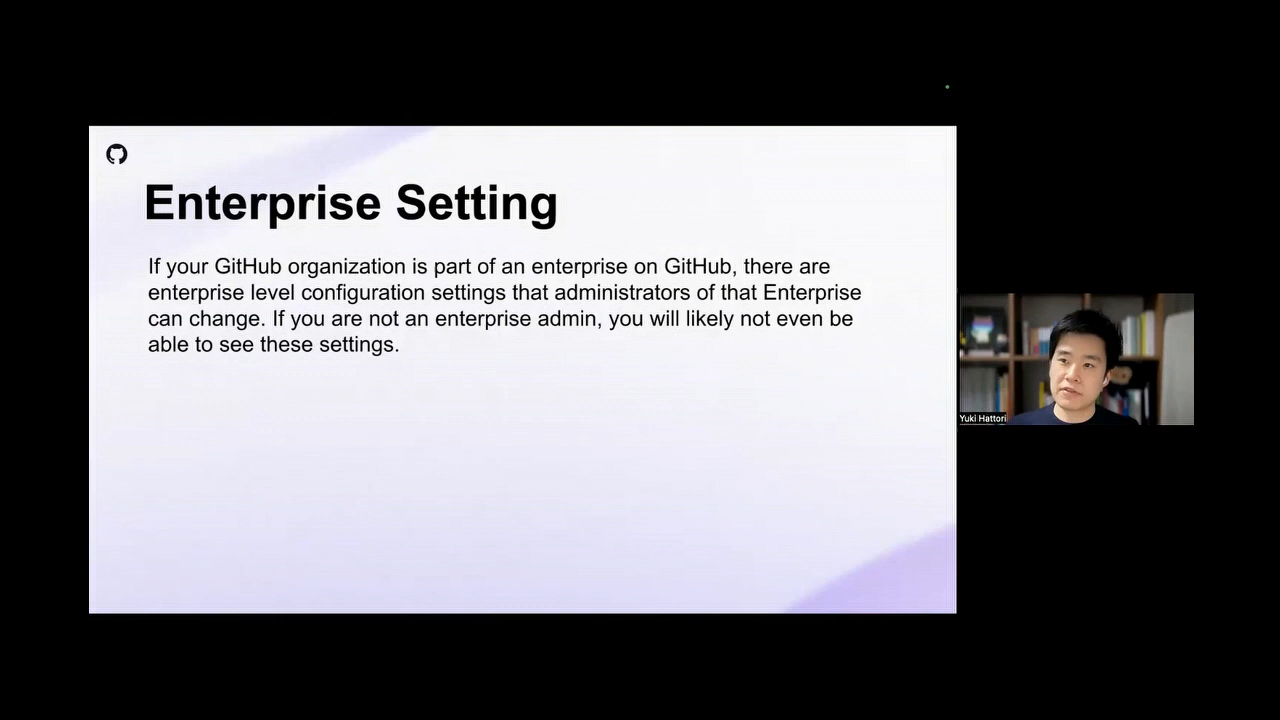 Enterprise Setting
If your GitHub organization is part of an enterprise on GitHub, there are
enterprise level configuration settings that administrators of that Enterprise
can change. If you are not an enterprise admin, you will likely not even be
able to see these settings.
Yuki Hattori